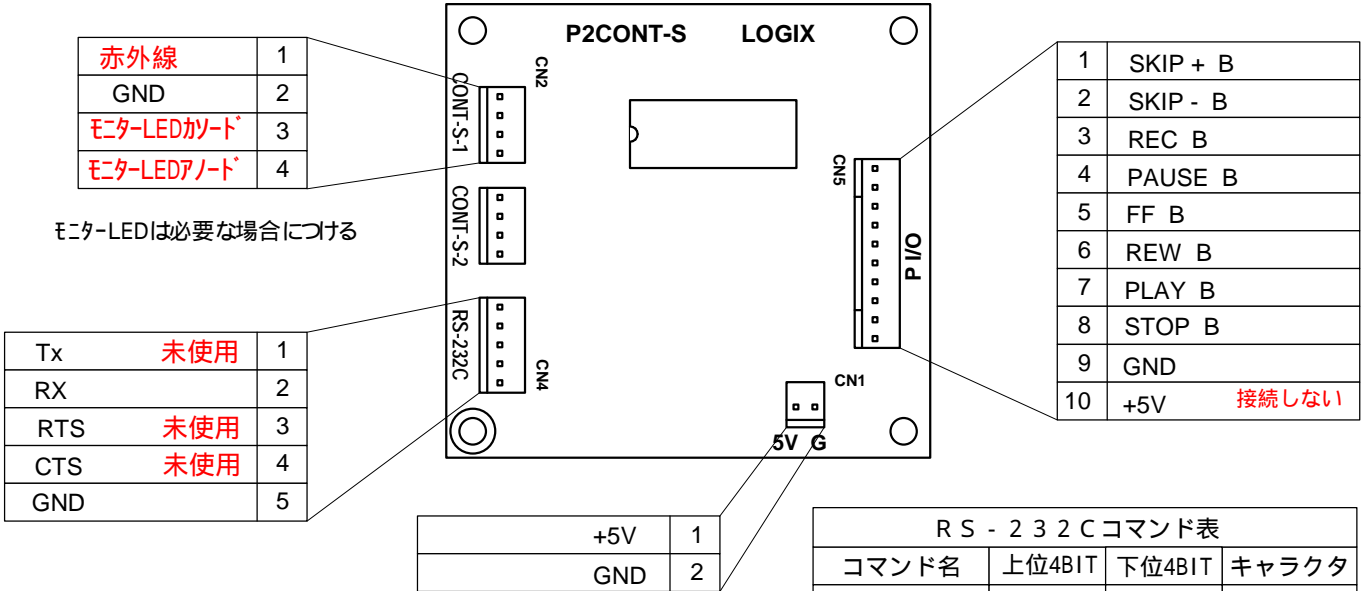 P2CONT-S LOGIX
赤外線 1
GND 2
ﾓﾆﾀｰLEDｶｿｰﾄﾞ 3
ﾓﾆﾀｰLEDｱﾉｰﾄﾞ 4
ﾓﾆﾀｰLEDは必要な場合につける
CN2
CONT-S-1
CONT-S-2
RS-232C
CN4
CN5
P I/O
CN1
5V G
1 SKIP + B
2 SKIP - B
3 REC B
4 PAUSE B
5 FF B
6 REW B
7 PLAY B
8 STOP B
9 GND
10 +5V 接続しない
Tx 未使用 1
RX 2
RTS 未使用 3
CTS 未使用 4
GND 5
+5V 1
GND 2
ＲＳ-２３２Ｃコマンド表
コマンド名 上位4BIT 下位4BIT キャラクタ